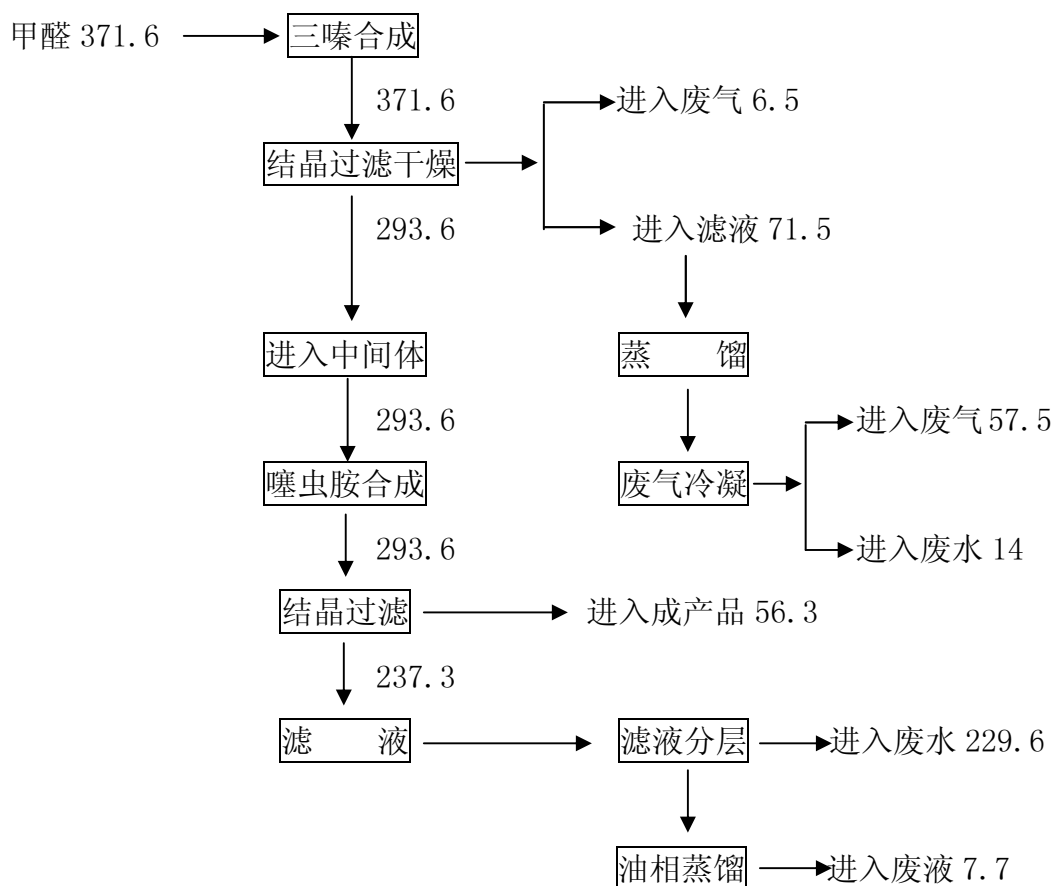 甲醛 371.6
三嗪合成
371.6
进入废气 6.5
结晶过滤干燥
293.6
进入滤液 71.5
进入中间体
蒸 馏
293.6
进入废气 57.5
噻虫胺合成
废气冷凝
293.6
进入废水 14
结晶过滤
进入成产品 56.3
237.3
滤 液
滤液分层
进入废水 229.6
油相蒸馏
进入废液 7.7